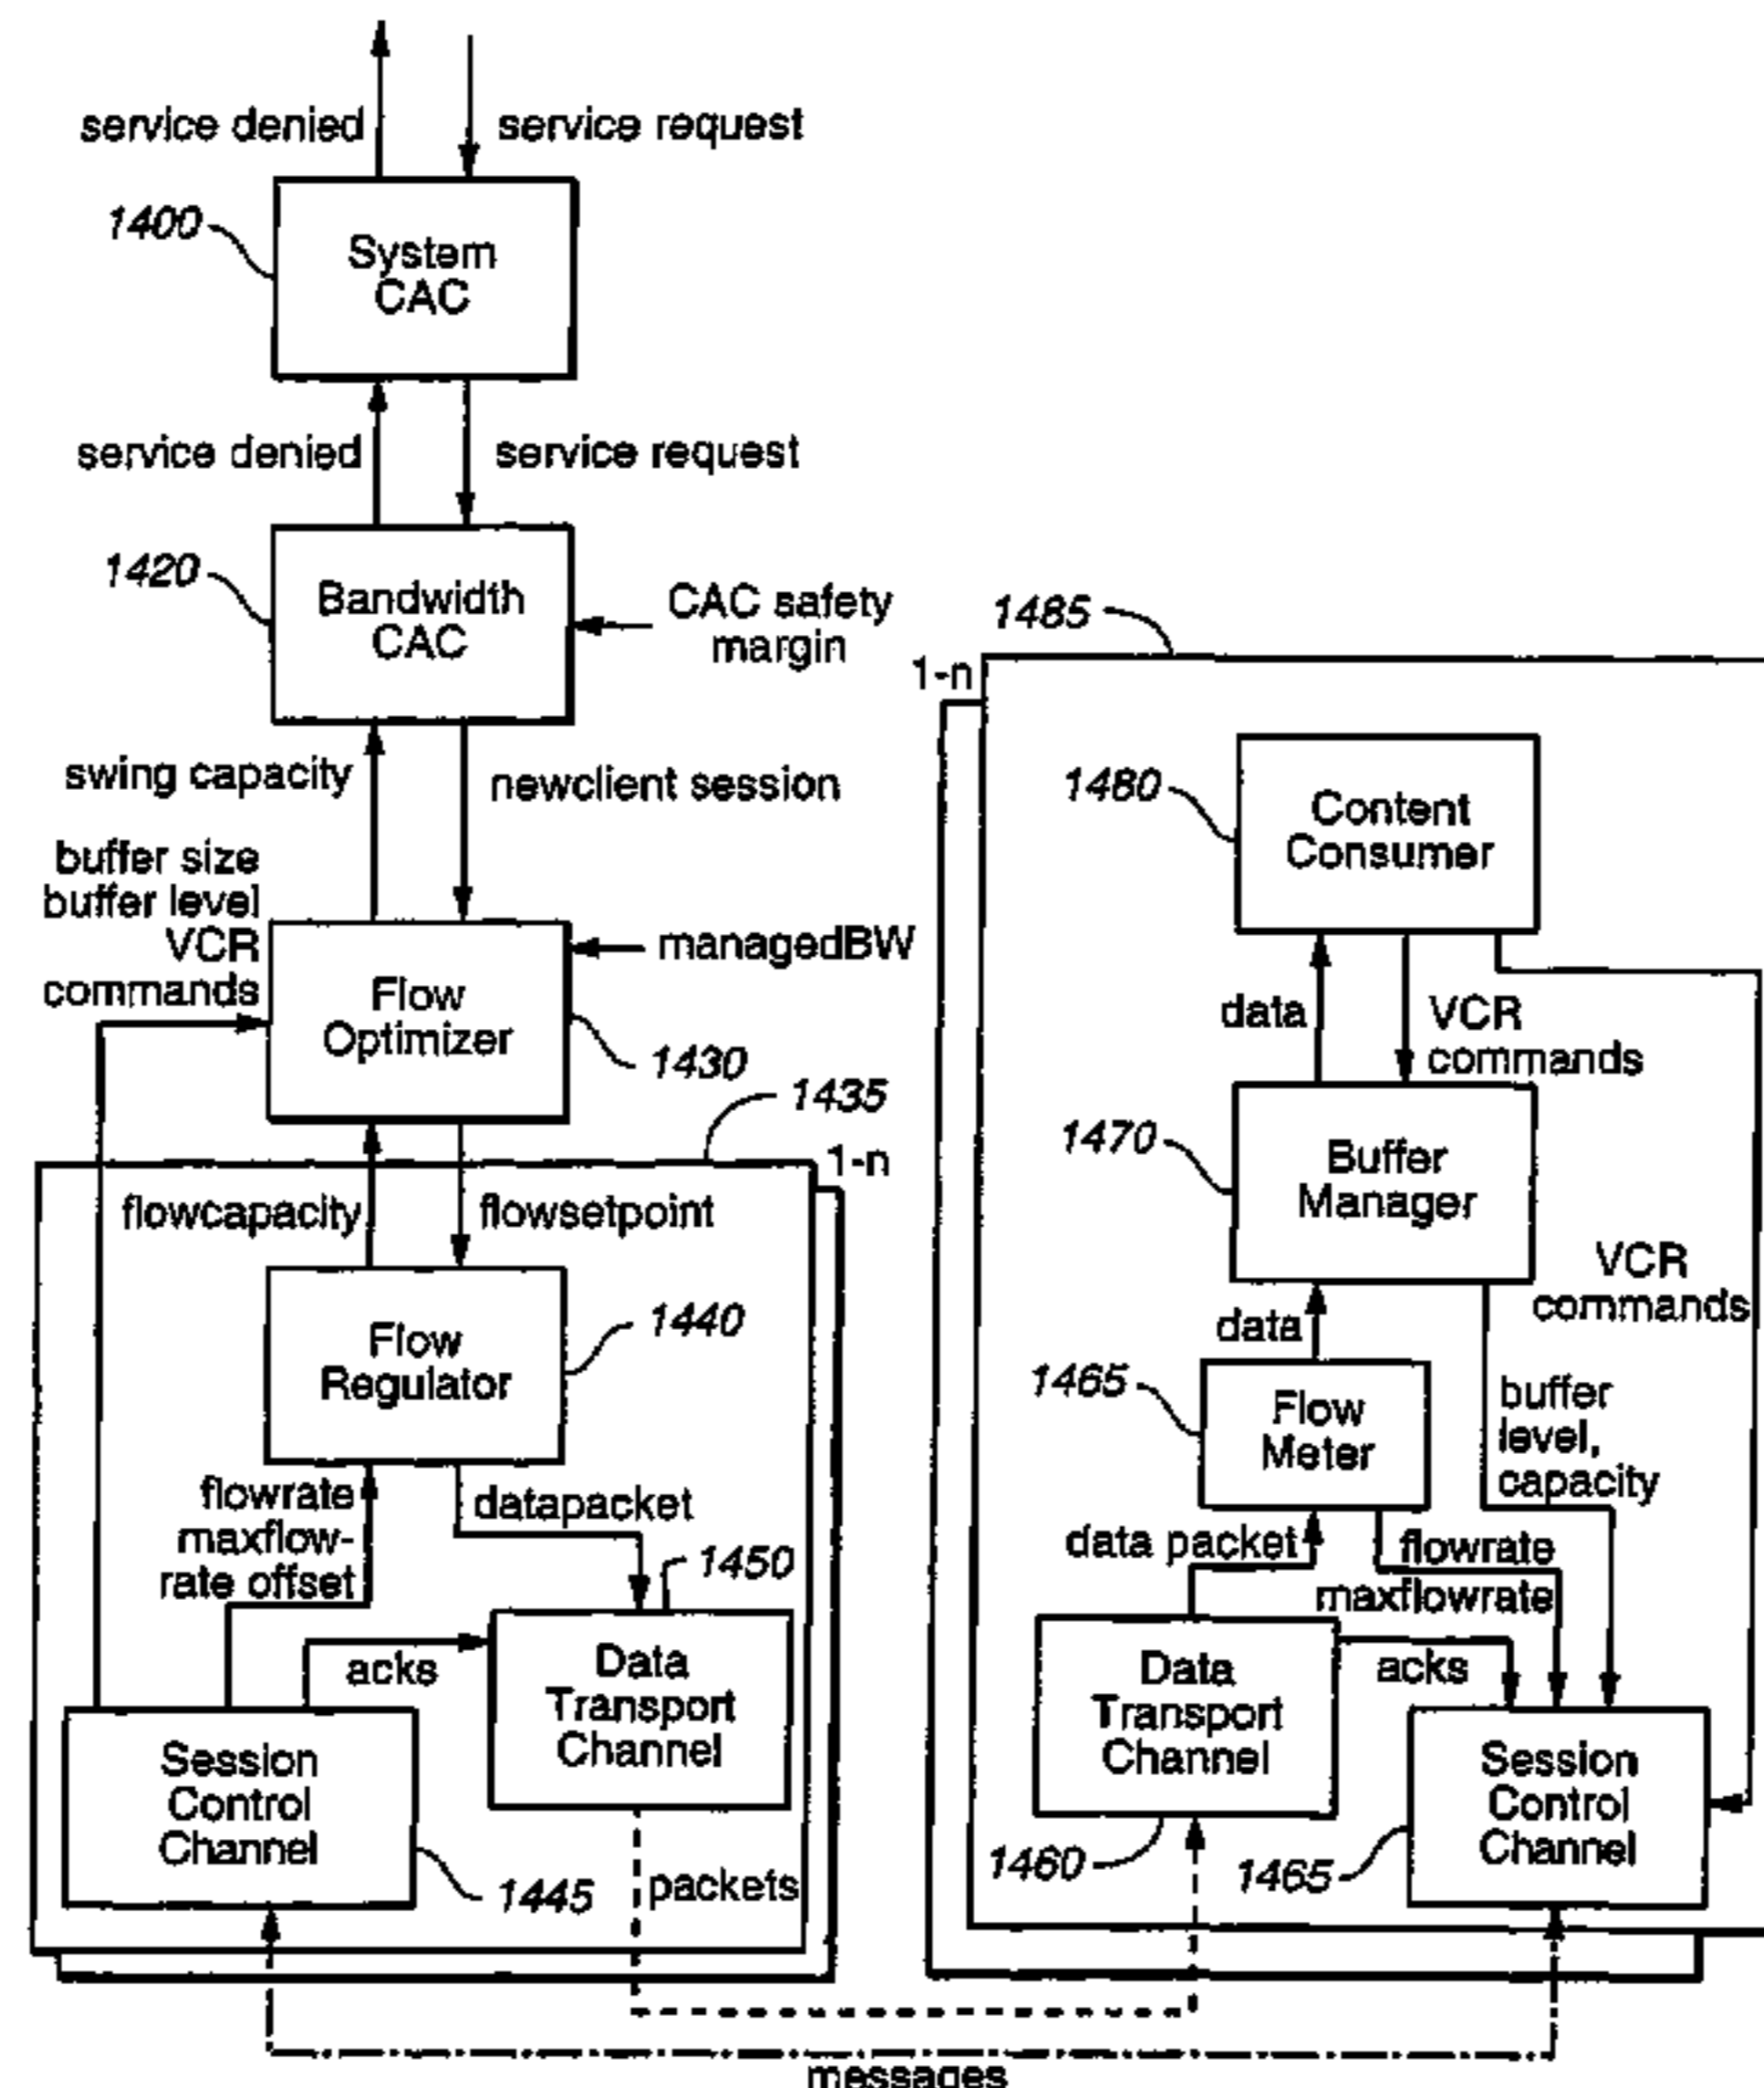 service denied
service request
1400
System
CAC
service denied
service request
1420
Bandwidth
CAC
CAC safety
margin
swing capacity
newclient session
buffer size
buffer level
VCR
commands
managedBW
Flow
Optimizer
1430
1435
1-n
flowcapacity
flowsetpoint
Flow
Regulator
1440
flowrate
maxflow-
rate offset
datapacket
1450
acks
Data
Transport
Channel
Session
Control
Channel
1445
packets
1485
1-n
1480
Content
Consumer
data
VCR
commands
1470
Buffer
Manager
VCR
commands
data
1465
Flow
Meter
buffer
level,
capacity
data packet
flowrate
maxflowrate
Data
Transport
Channel
acks
1460
Session
Control
Channel
1465
messages